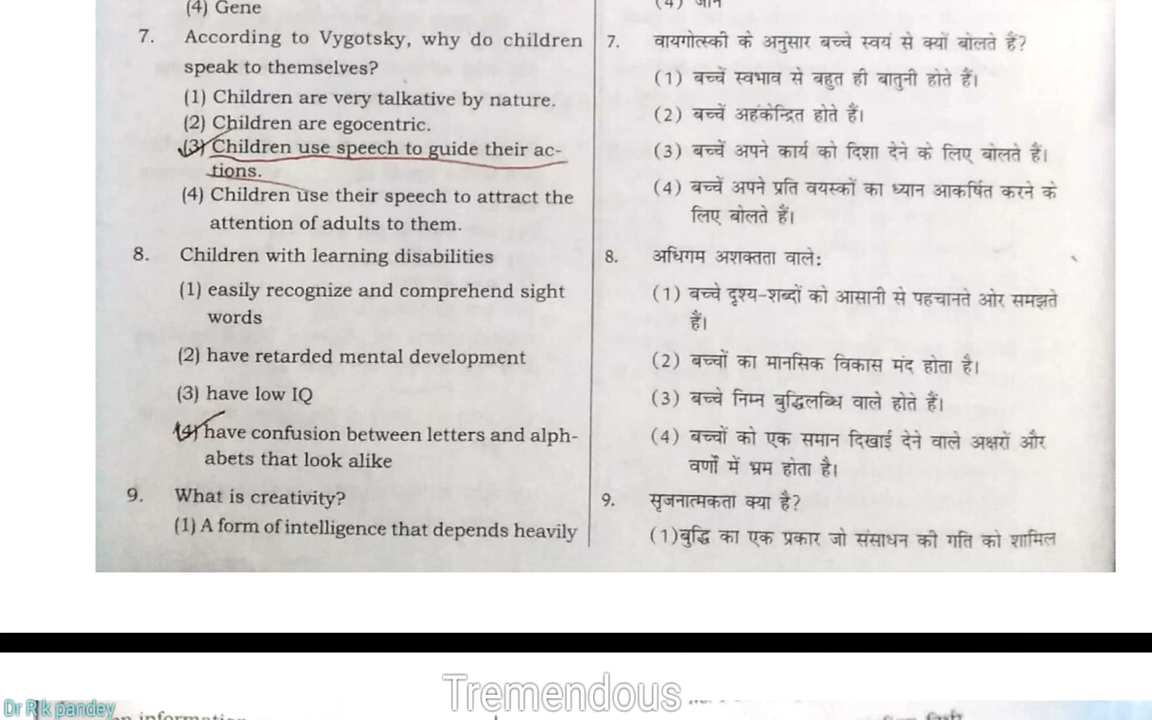 (4) Gene
7. According to Vygotsky, why do children
speak to themselves?
(1) Children are very talkative by nature.
(2) Children are egocentric.
(3) Children use speech to guide their ac-
tions.
(4) Children use their speech to attract the
attention of adults to them.
8. Children with learning disabilities
(1) easily recognize and comprehend sight
words
(2) have retarded mental development
(3) have low IQ
(4) have confusion between letters and alph-
abets that look alike
9. What is creativity?
(1) A form of intelligence that depends heavily
(4) जीन
7. वायगोत्स्की के अनुसार बच्चे स्वयं से क्यों बोलते हैं?
(1) बच्चें स्वभाव से बहुत ही बातुनी होते हैं।
(2) बच्चें अहंकेन्द्रित होते हैं।
(3) बच्चें अपने कार्य को दिशा देने के लिए बोलते हैं।
(4) बच्चें अपने प्रति वयस्कों का ध्यान आकर्षित करने के
लिए बोलते हैं।
8. अधिगम अशक्तता वाले:
(1) बच्चे दृश्य-शब्दों को आसानी से पहचानते ओर समझते
हैं।
(2) बच्चों का मानसिक विकास मंद होता है।
(3) बच्चे निम्न बुद्धिलब्धि वाले होते हैं।
(4) बच्चों को एक समान दिखाई देने वाले अक्षरों और
वर्णों में भ्रम होता है।
9. सृजनात्मकता क्या है?
(1)बुद्धि का एक प्रकार जो संसाधन की गति को शामिल
Tremendous
Dr R k pandey
information